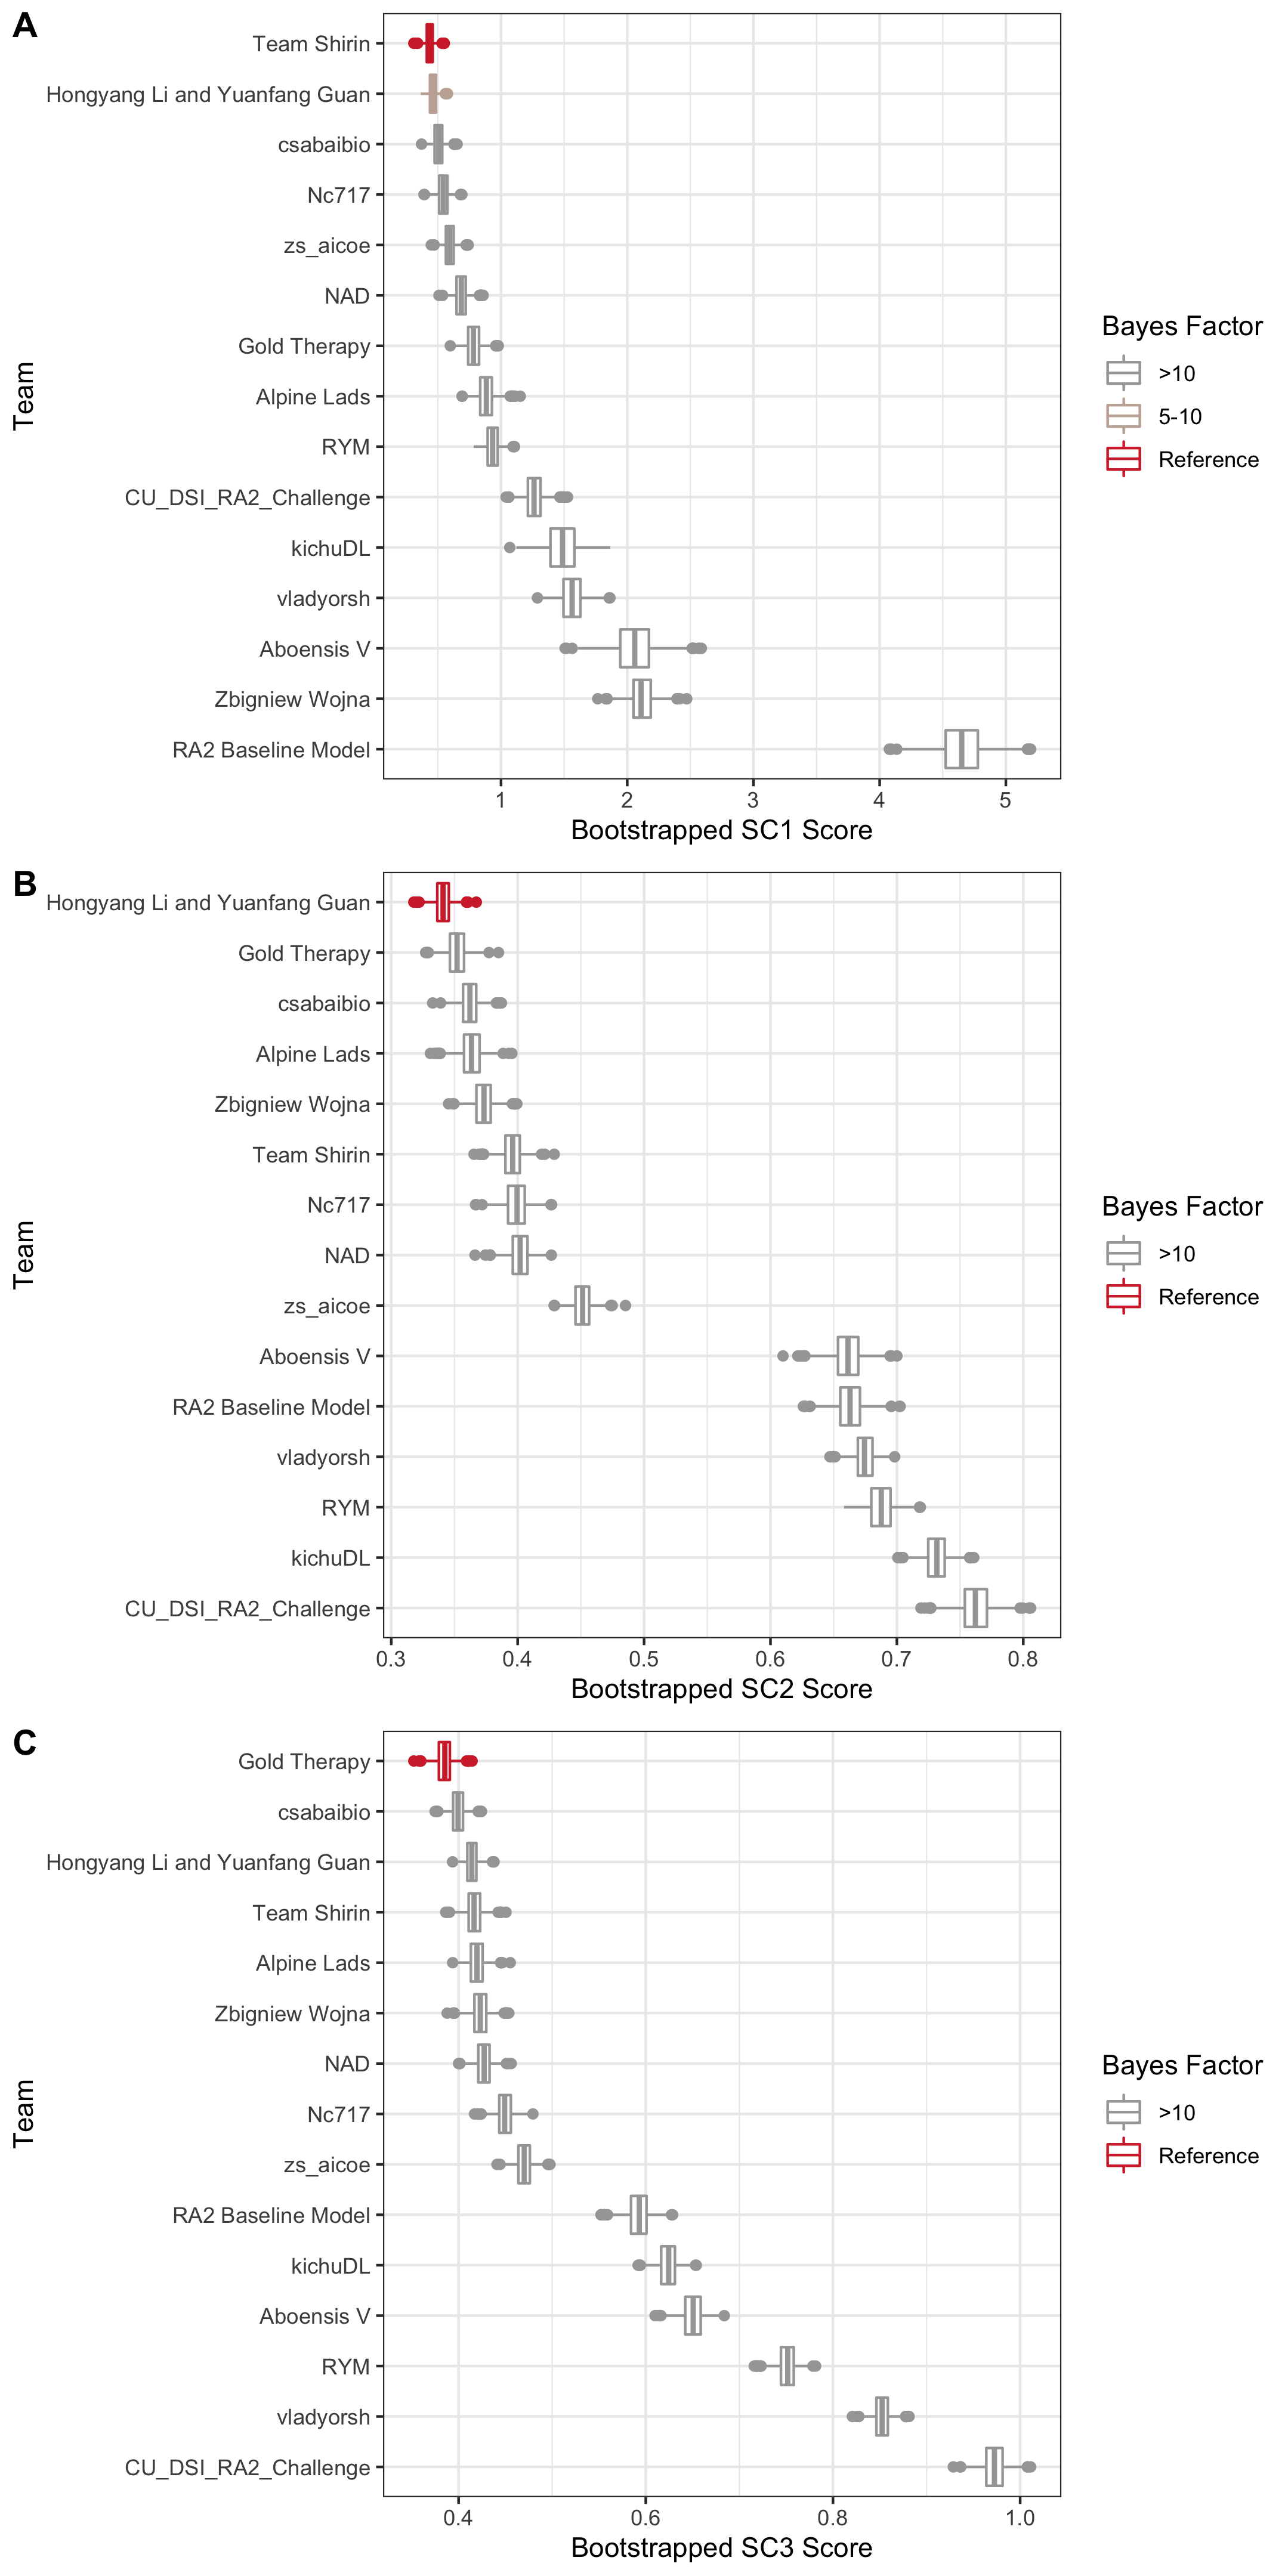 A
Team Shirin
Hongyang Li and Yuanfang Guan
csabaibio
Nc717
zs_aicoe
NAD
Gold Therapy
Alpine Lads
RYM
CU_DSI_RA2_Challenge
kichuDL
vladyorsh
Aboensis V
Zbigniew Wojna
RA2 Baseline Model
Team
1 2 3 4 5
Bootstrapped SC1 Score
Bayes Factor
>10
5-10
Reference
B
Hongyang Li and Yuanfang Guan
Gold Therapy
csabaibio
Alpine Lads
Zbigniew Wojna
Team Shirin
Nc717
NAD
zs_aicoe
Aboensis V
RA2 Baseline Model
vladyorsh
RYM
kichuDL
CU_DSI_RA2_Challenge
Team
0.3 0.4 0.5 0.6 0.7 0.8
Bootstrapped SC2 Score
Bayes Factor
>10
Reference
C
Gold Therapy
csabaibio
Hongyang Li and Yuanfang Guan
Team Shirin
Alpine Lads
Zbigniew Wojna
NAD
Nc717
zs_aicoe
RA2 Baseline Model
kichuDL
Aboensis V
RYM
vladyorsh
CU_DSI_RA2_Challenge
Team
0.4 0.6 0.8 1.0
Bootstrapped SC3 Score
Bayes Factor
>10
Reference